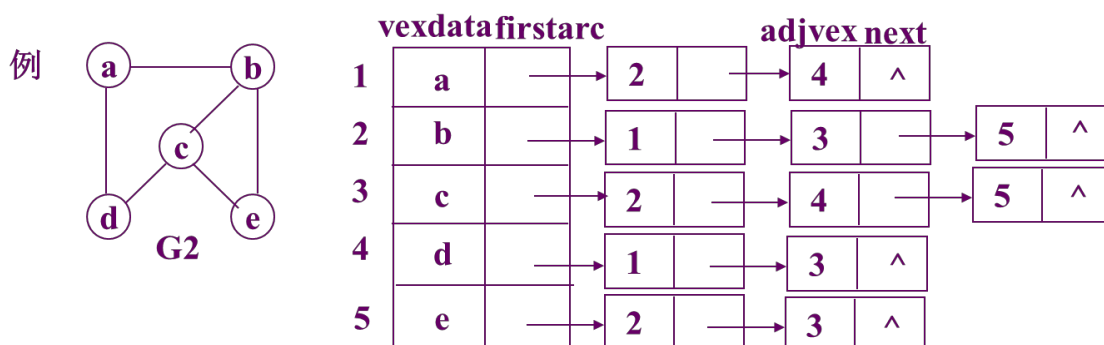 vexdata firstarc adjvex next
例 a b
1 a 2 4 ^
2 b 1 3 5 ^
c
3 c 2 4 5 ^
d e
G2
4 d 1 3 ^
5 e 2 3 ^